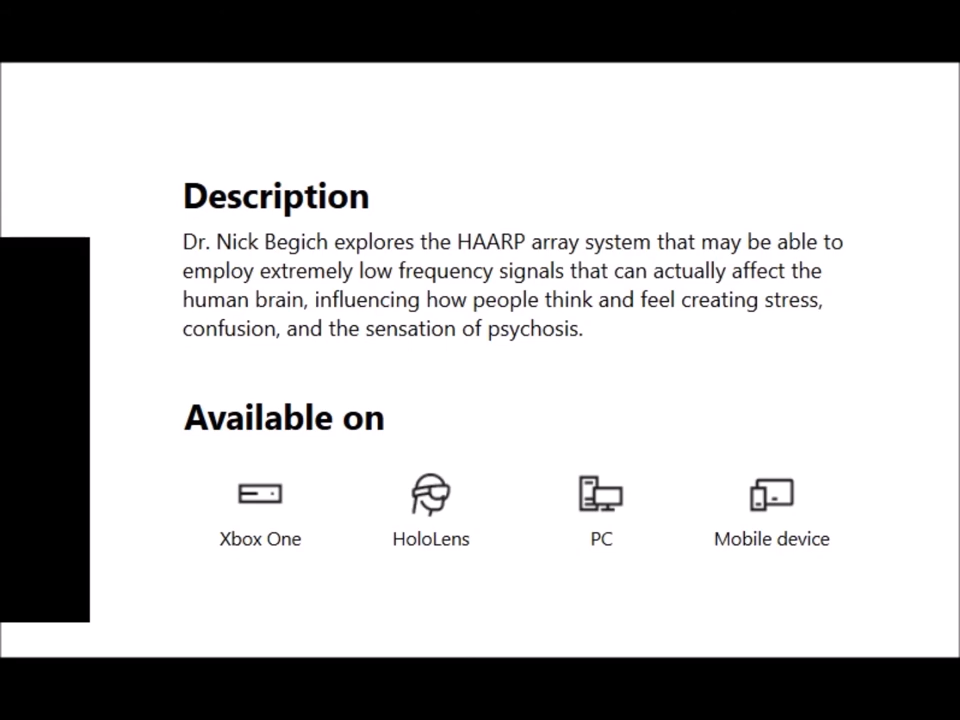 Description
Dr. Nick Begich explores the HAARP array system that may be able to
employ extremely low frequency signals that can actually affect the
human brain, influencing how people think and feel creating stress,
confusion, and the sensation of psychosis.
Available on
Xbox One HoloLens PC Mobile device